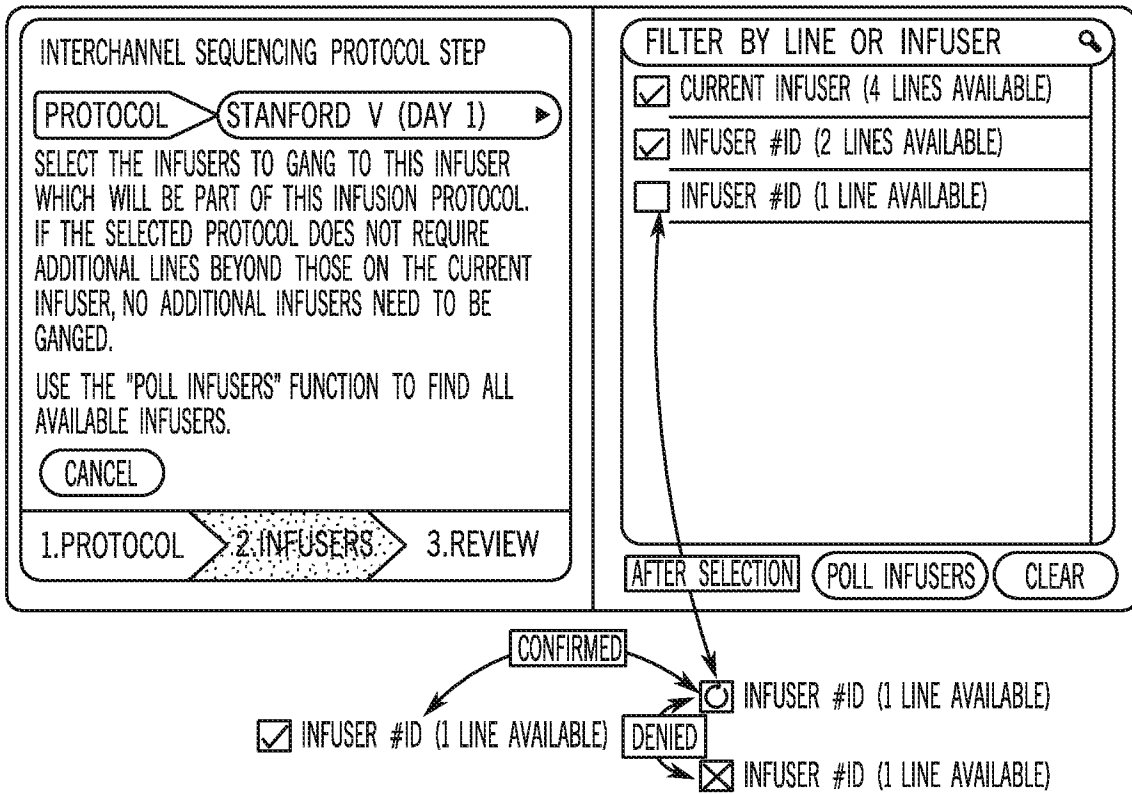 INTERCHANNEL SEQUENCING PROTOCOL STEP
PROTOCOL STANFORD V (DAY 1)
SELECT THE INFUSERS TO GANG TO THIS INFUSER
WHICH WILL BE PART OF THIS INFUSION PROTOCOL.
IF THE SELECTED PROTOCOL DOES NOT REQUIRE
ADDITIONAL LINES BEYOND THOSE ON THE CURRENT
INFUSER, NO ADDITIONAL INFUSERS NEED TO BE
GANGED.
USE THE "POLL INFUSERS" FUNCTION TO FIND ALL
AVAILABLE INFUSERS.
CANCEL
1.PROTOCOL 2.INFUSERS 3.REVIEW
FILTER BY LINE OR INFUSER
CURRENT INFUSER (4 LINES AVAILABLE)
INFUSER #ID (2 LINES AVAILABLE)
INFUSER #ID (1 LINE AVAILABLE)
AFTER SELECTION POLL INFUSERS CLEAR
CONFIRMED
INFUSER #ID (1 LINE AVAILABLE)
INFUSER #ID (1 LINE AVAILABLE)
DENIED
INFUSER #ID (1 LINE AVAILABLE)